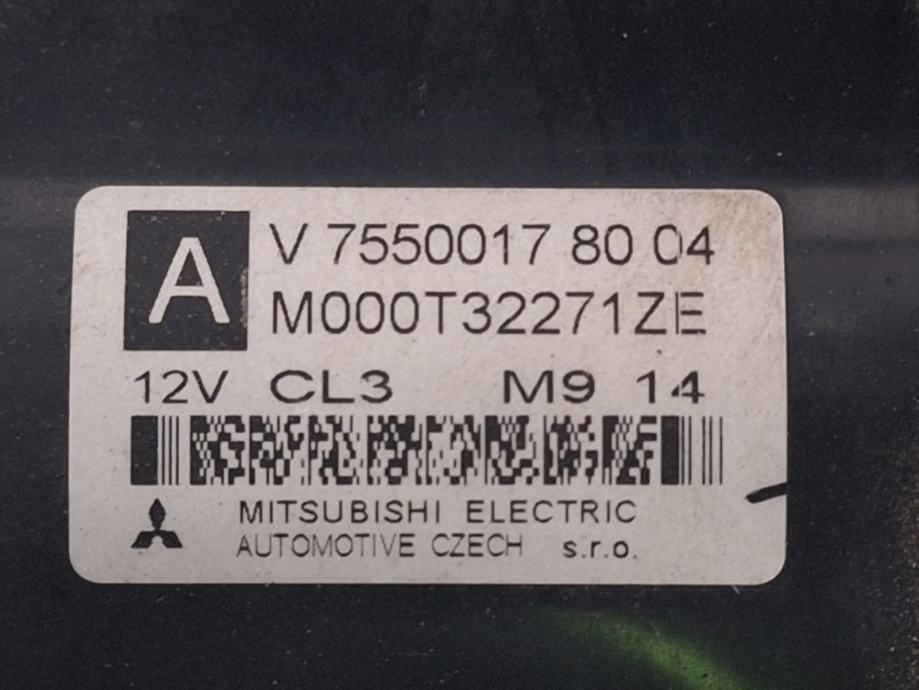 A
V 7550017 80 04
M000T32271ZE
12V CL3 M9 14
MITSUBISHI ELECTRIC
AUTOMOTIVE CZECH s.r.o.